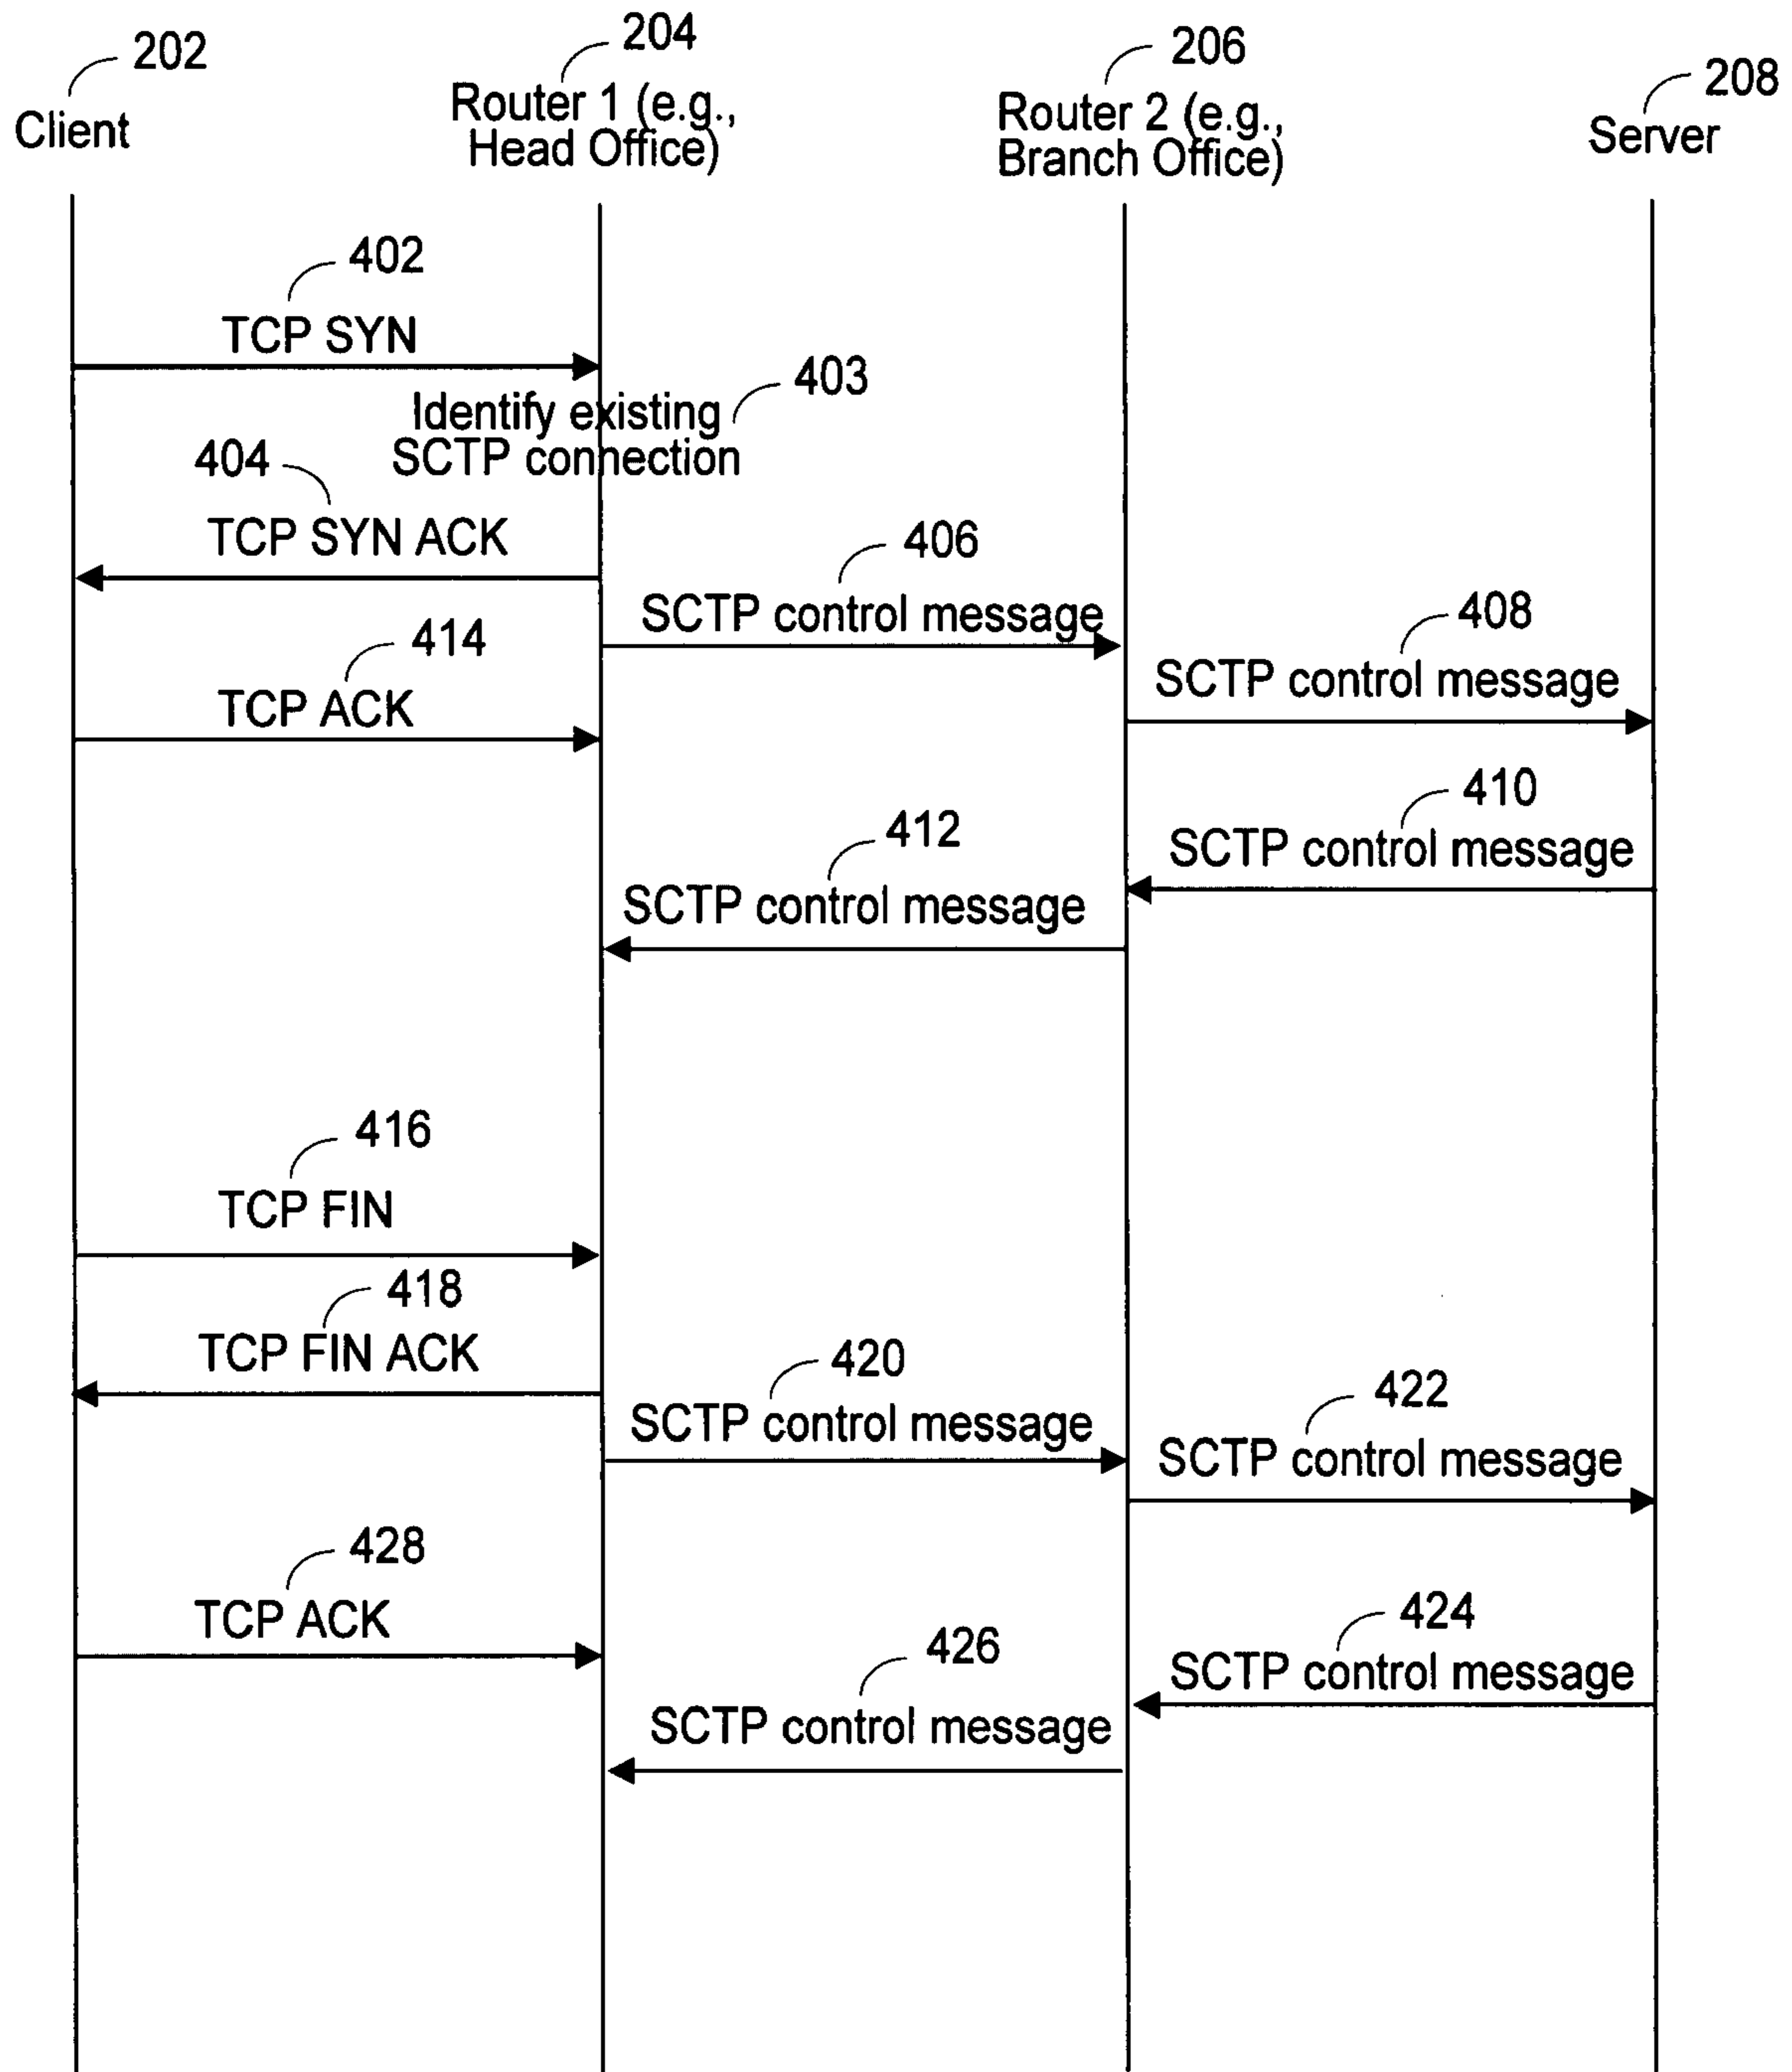 202
204
206
208
Client
Router 1 (e.g.,
Head Office)
Router 2 (e.g.,
Branch Office)
Server
402
TCP SYN
403
Identify existing
SCTP connection
404
TCP SYN ACK
406
SCTP control message
408
SCTP control message
414
TCP ACK
410
SCTP control message
412
SCTP control message
416
TCP FIN
418
TCP FIN ACK
420
SCTP control message
422
SCTP control message
428
TCP ACK
424
SCTP control message
426
SCTP control message